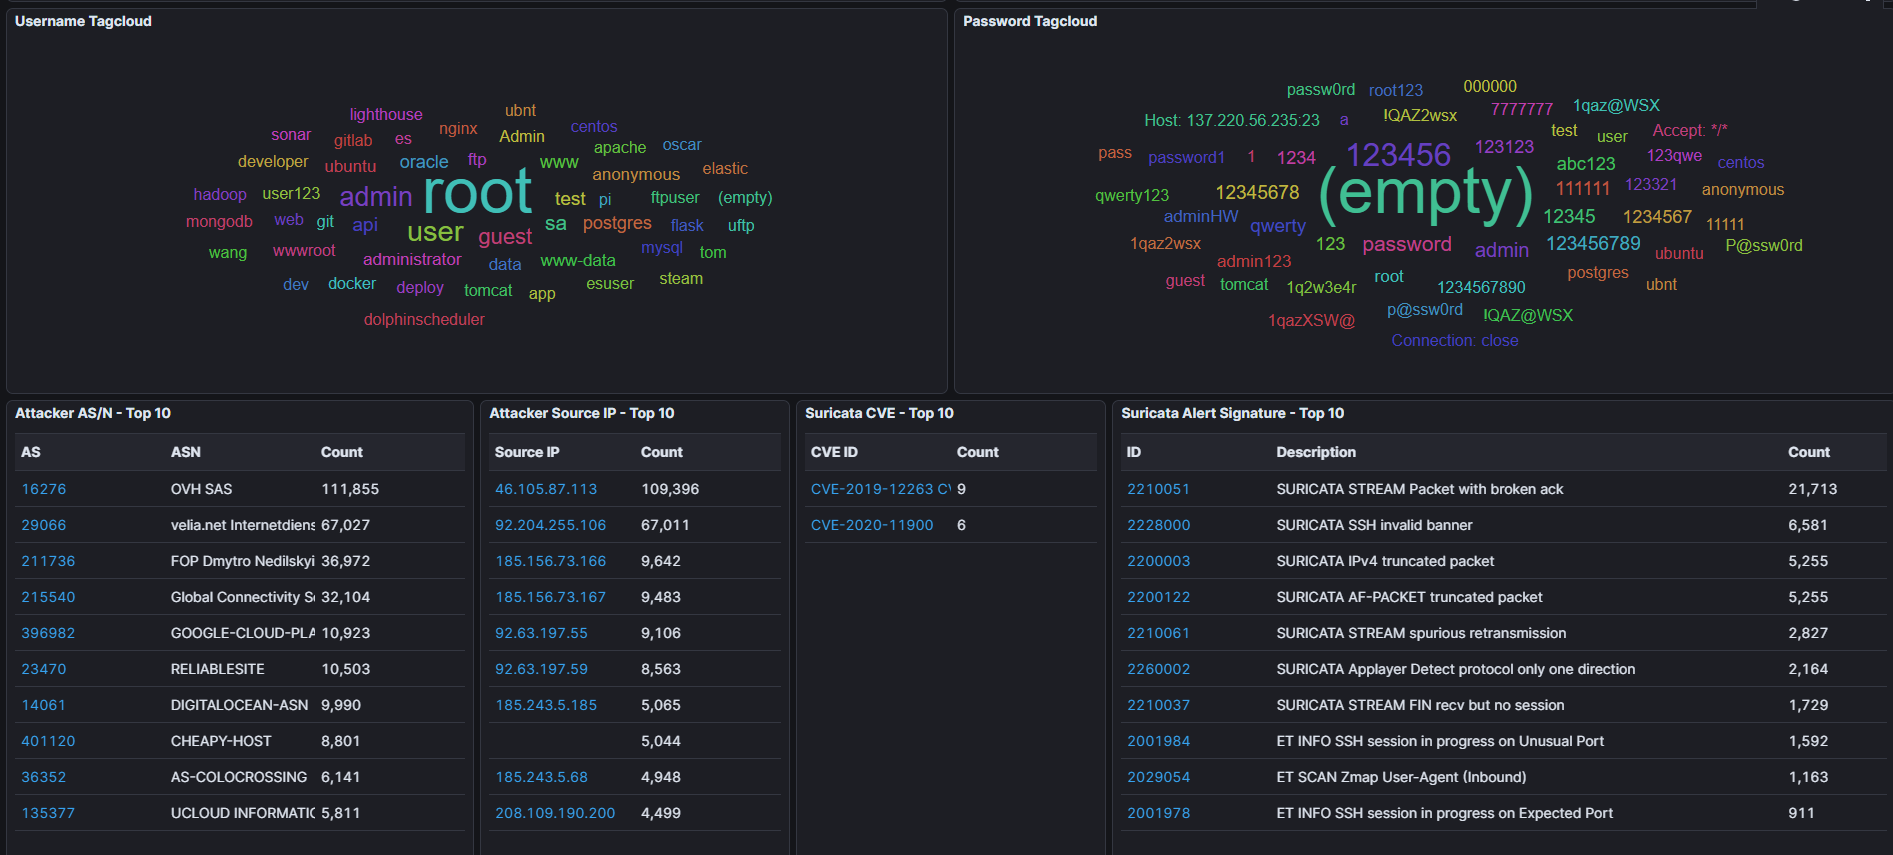 Username Tagcloud
lighthouse
ubnt
sonar
gitlab
es
nginx
Admin
centos
developer
ubuntu
oracle
ftp
www
apache
oscar
hadoop
user123
admin
root
test
pi
anonymous
elastic
ftpuser
(empty)
mongodb
web
git
api
user
guest
sa
postgres
flask
uftp
wang
wwwroot
administrator
data
www-data
mysql
tom
dev
docker
deploy
tomcat
app
esuser
steam
dolphinscheduler
Password Tagcloud
passw0rd
root123
000000
Host: 137.220.56.235:23
a
!QAZ2wsx
7777777
1qaz@WSX
test
user
Accept: */*
pass
password1
1
1234
123456
123123
abc123
123qwe
centos
qwerty123
12345678
(empty)
111111
123321
anonymous
adminHW
qwerty
12345
1234567
11111
1qaz2wsx
admin123
123
password
admin
123456789
ubuntu
P@ssw0rd
guest
tomcat
1q2w3e4r
root
1234567890
postgres
ubnt
1qazXSW@
p@ssw0rd
!QAZ@WSX
Connection: close
Attacker AS/N - Top 10
AS ASN Count
16276 OVH SAS 111,855
29066 velia.net Internetdiens 67,027
211736 FOP Dmytro Nedilskyi 36,972
215540 Global Connectivity So 32,104
396982 GOOGLE-CLOUD-PLA 10,923
23470 RELIABLESITE 10,503
14061 DIGITALOCEAN-ASN 9,990
401120 CHEAPY-HOST 8,801
36352 AS-COLOCROSSING 6,141
135377 UCLOUD INFORMATIC 5,811
Attacker Source IP - Top 10
Source IP Count
46.105.87.113 109,396
92.204.255.106 67,011
185.156.73.166 9,642
185.156.73.167 9,483
92.63.197.55 9,106
92.63.197.59 8,563
185.243.5.185 5,065
5,044
185.243.5.68 4,948
208.109.190.200 4,499
Suricata CVE - Top 10
CVE ID Count
CVE-2019-12263 CV 9
CVE-2020-11900 6
Suricata Alert Signature - Top 10
ID Description Count
2210051 SURICATA STREAM Packet with broken ack 21,713
2228000 SURICATA SSH invalid banner 6,581
2200003 SURICATA IPv4 truncated packet 5,255
2200122 SURICATA AF-PACKET truncated packet 5,255
2210061 SURICATA STREAM spurious retransmission 2,827
2260002 SURICATA Applayer Detect protocol only one direction 2,164
2210037 SURICATA STREAM FIN recv but no session 1,729
2001984 ET INFO SSH session in progress on Unusual Port 1,592
2029054 ET SCAN Zmap User-Agent (Inbound) 1,163
2001978 ET INFO SSH session in progress on Expected Port 911